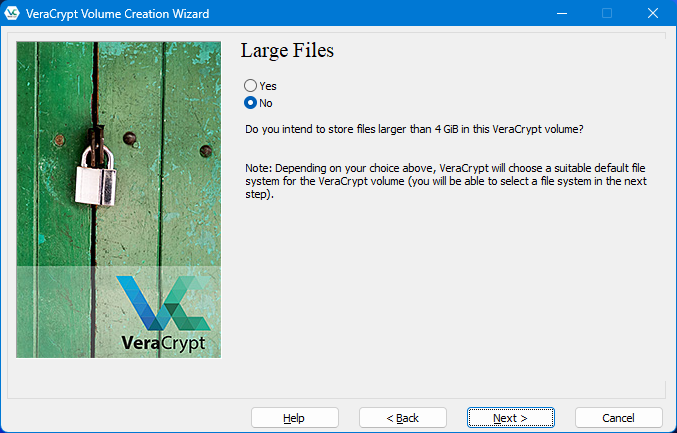 VeraCrypt Volume Creation Wizard
Large Files
Yes
No
Do you intend to store files larger than 4 GiB in this VeraCrypt volume?
Note: Depending on your choice above, VeraCrypt will choose a suitable default file
system for the VeraCrypt volume (you will be able to select a file system in the next
step).
VeraCrypt
Help
< Back
Next >
Cancel